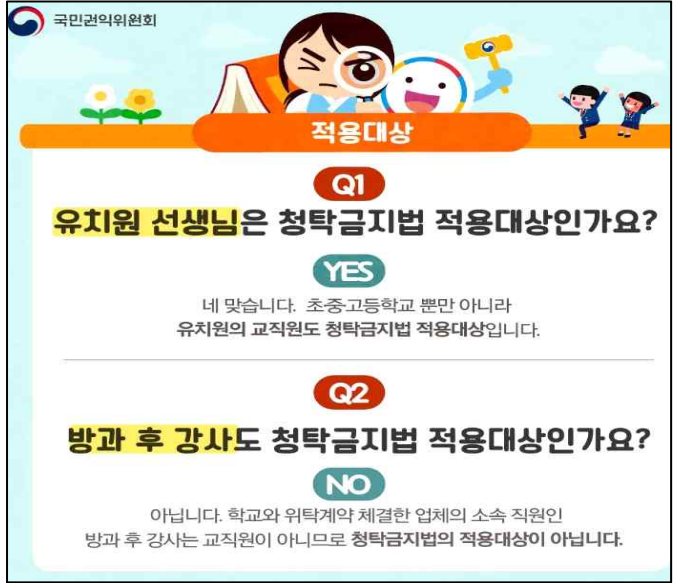 국민권익위원회
적용대상
Q1
유치원 선생님은 청탁금지법 적용대상인가요?
YES
네 맞습니다. 초·중·고등학교 뿐만 아니라
유치원의 교직원도 청탁금지법 적용대상입니다.
Q2
방과 후 강사도 청탁금지법 적용대상인가요?
NO
아닙니다. 학교와 위탁계약 체결한 업체의 소속 직원인
방과 후 강사는 교직원이 아니므로 청탁금지법의 적용대상이 아닙니다.